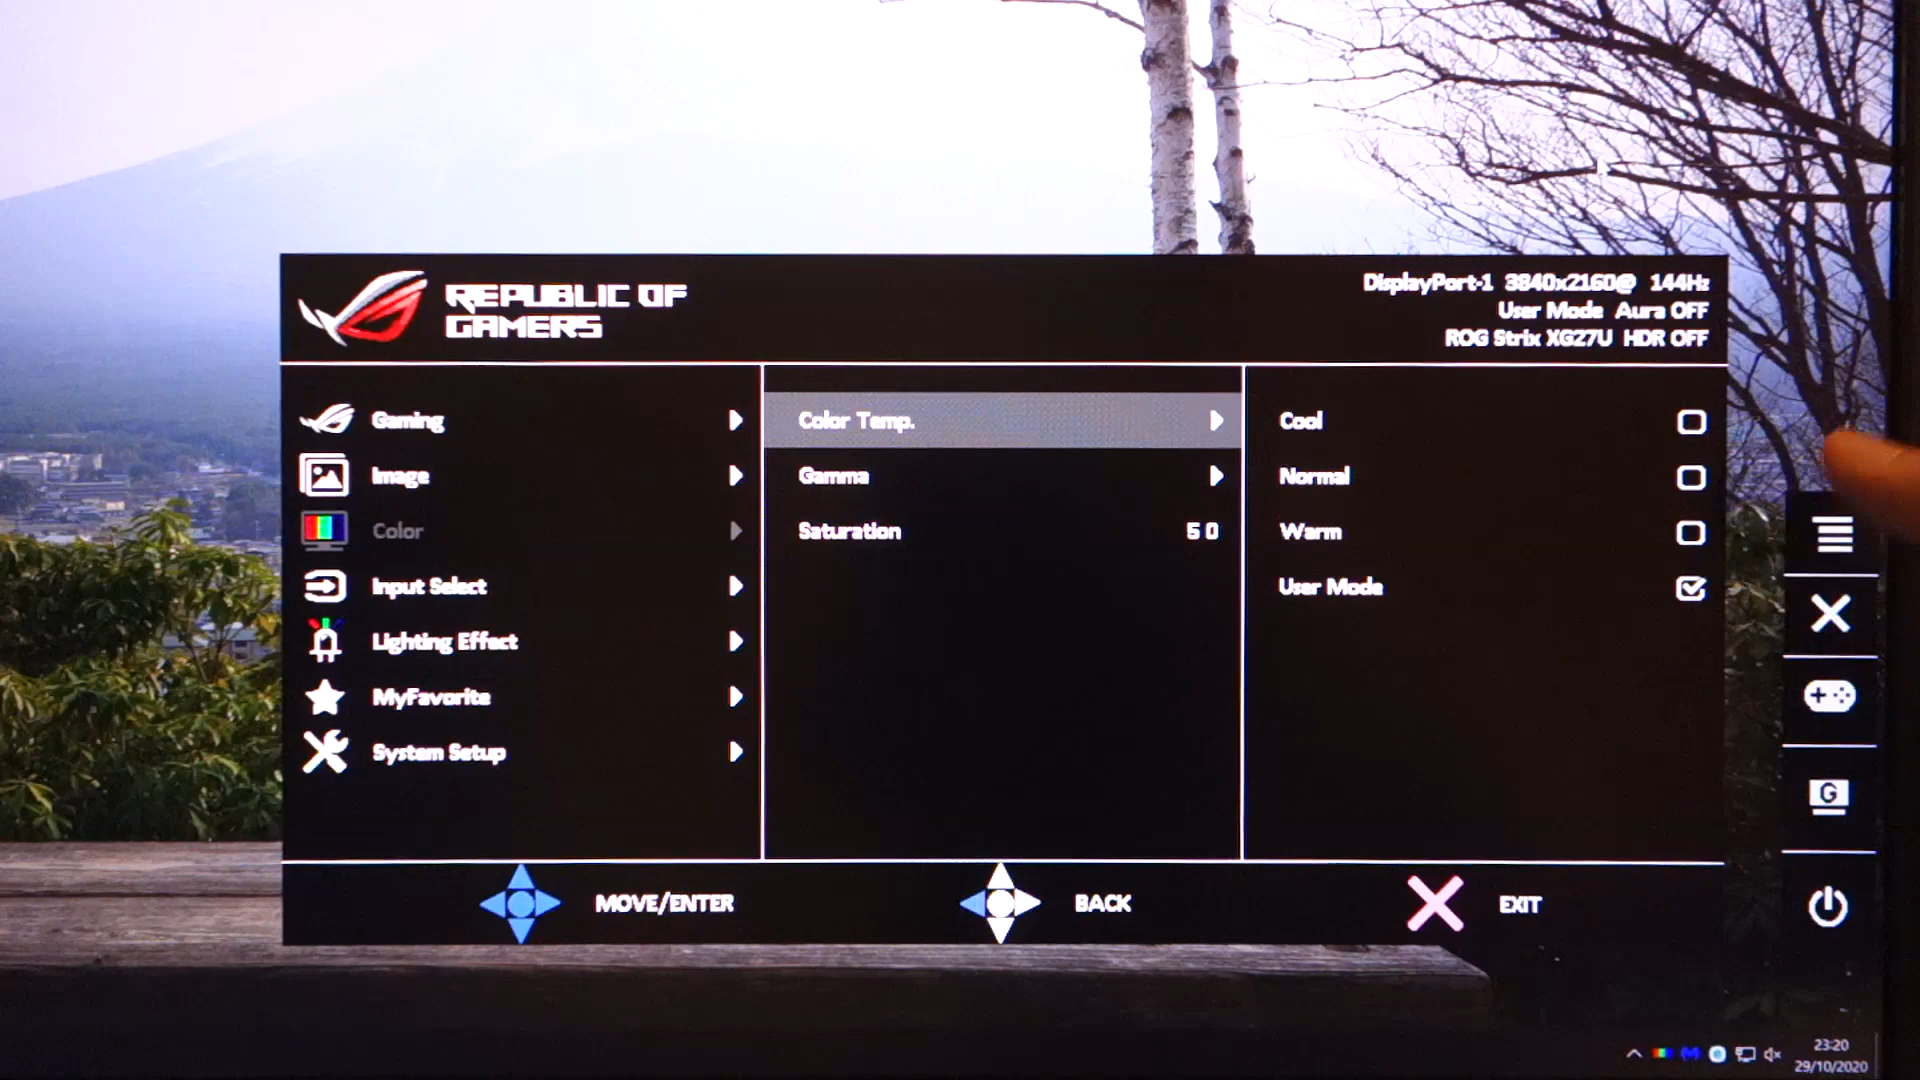 REPUBLIC OF
GAMERS
DisplayPort-1 3840x2160@ 144Hz
User Mode Aura OFF
ROG Strix XG27U HDR OFF
Gaming
Image
Color
Input Select
Lighting Effect
MyFavorite
System Setup
Color Temp.
Gamma
Saturation 50
Cool
Normal
Warm
User Mode
MOVE/ENTER
BACK
EXIT
G
23:20
29/10/2020